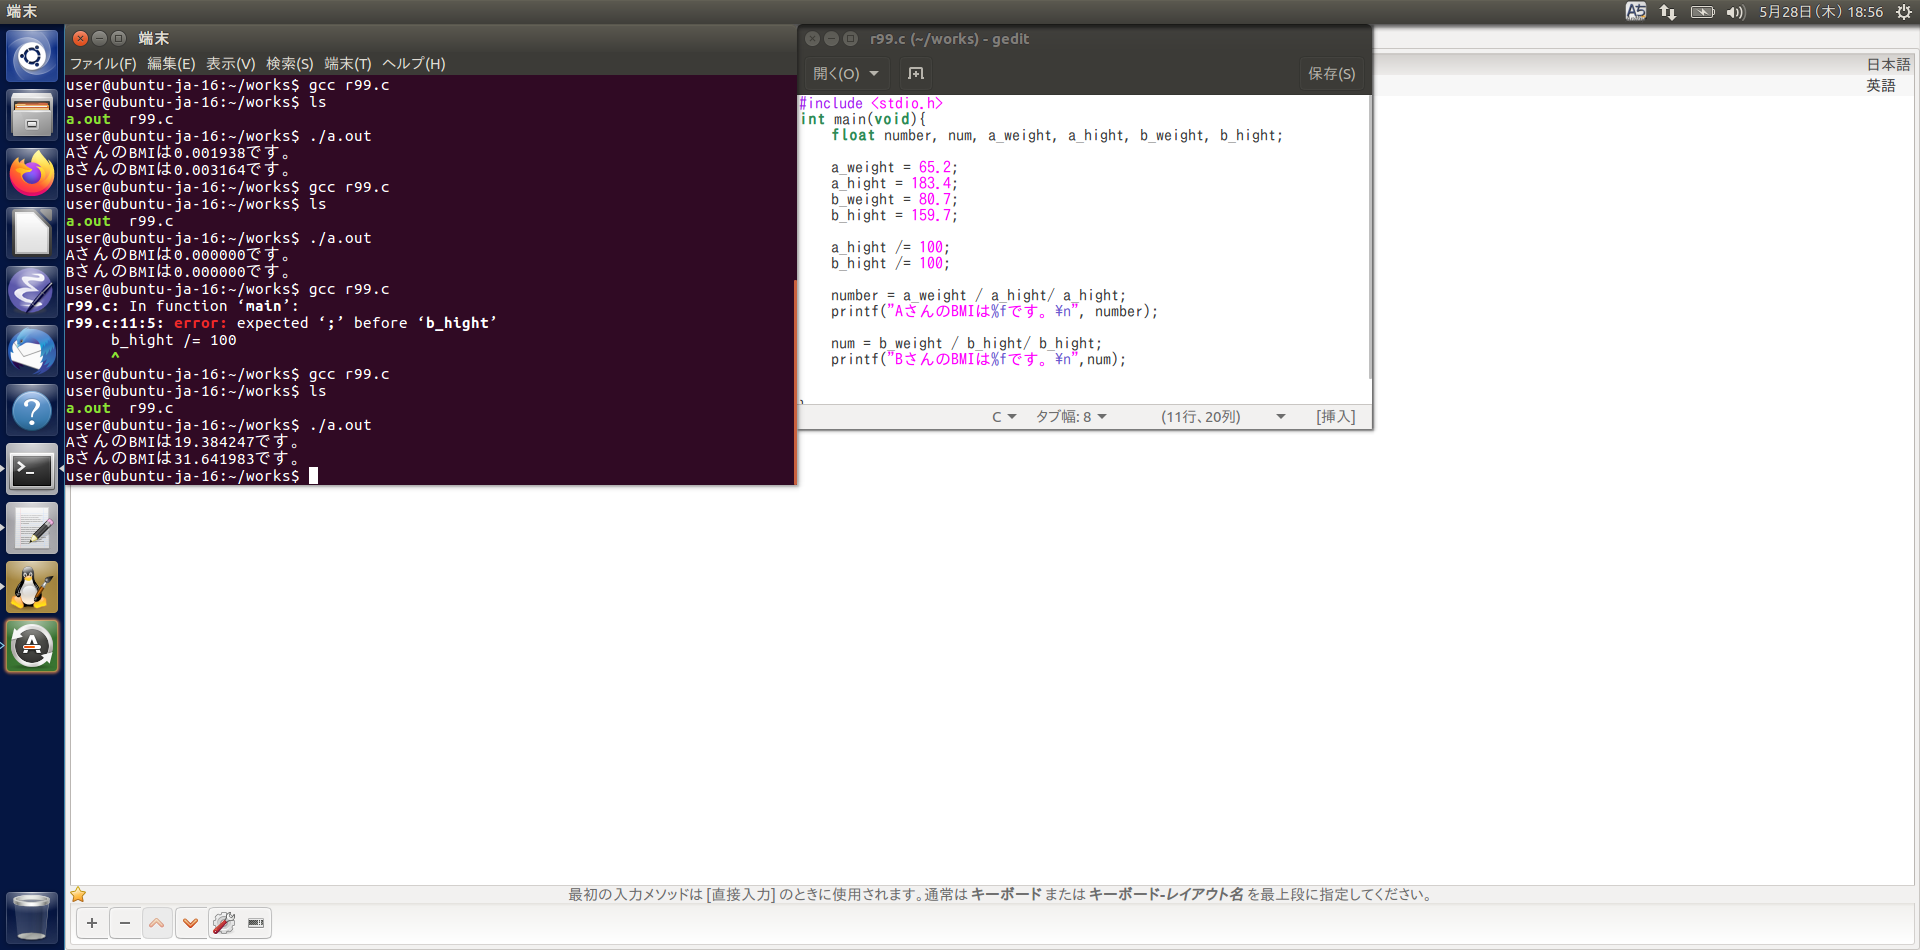 端末
5月28日(木) 18:56
端末
ファイル(F) 編集(E) 表示(V) 検索(S) 端末(T) ヘルプ(H)
user@ubuntu-ja-16:~/works$ gcc r99.c
user@ubuntu-ja-16:~/works$ ls
a.out  r99.c
user@ubuntu-ja-16:~/works$ ./a.out
AさんのBMIは0.001938です。
BさんのBMIは0.003164です。
user@ubuntu-ja-16:~/works$ gcc r99.c
user@ubuntu-ja-16:~/works$ ls
a.out  r99.c
user@ubuntu-ja-16:~/works$ ./a.out
AさんのBMIは0.000000です。
BさんのBMIは0.000000です。
user@ubuntu-ja-16:~/works$ gcc r99.c
r99.c: In function ‘main’:
r99.c:11:5: error: expected ‘;’ before ‘b_hight’
     b_hight /= 100
     ^
user@ubuntu-ja-16:~/works$ gcc r99.c
user@ubuntu-ja-16:~/works$ ls
a.out  r99.c
user@ubuntu-ja-16:~/works$ ./a.out
AさんのBMIは19.384247です。
BさんのBMIは31.641983です。
user@ubuntu-ja-16:~/works$
r99.c (~/works) - gedit
開く(O) 保存(S)
#include <stdio.h>
int main(void){
    float number, num, a_weight, a_hight, b_weight, b_hight;
    a_weight = 65.2;
    a_hight = 183.4;
    b_weight = 80.7;
    b_hight = 159.7;
    a_hight /= 100;
    b_hight /= 100;
    number = a_weight / a_hight/ a_hight;
    printf("AさんのBMIは%fです。¥n", number);
    num = b_weight / b_hight/ b_hight;
    printf("BさんのBMIは%fです。¥n",num);
C タブ幅: 8 (11行、20列) [挿入]
日本語
英語
最初の入力メソッドは [直接入力] のときに使用されます。通常は キーボード または キーボード-レイアウト名 を最上段に指定してください。